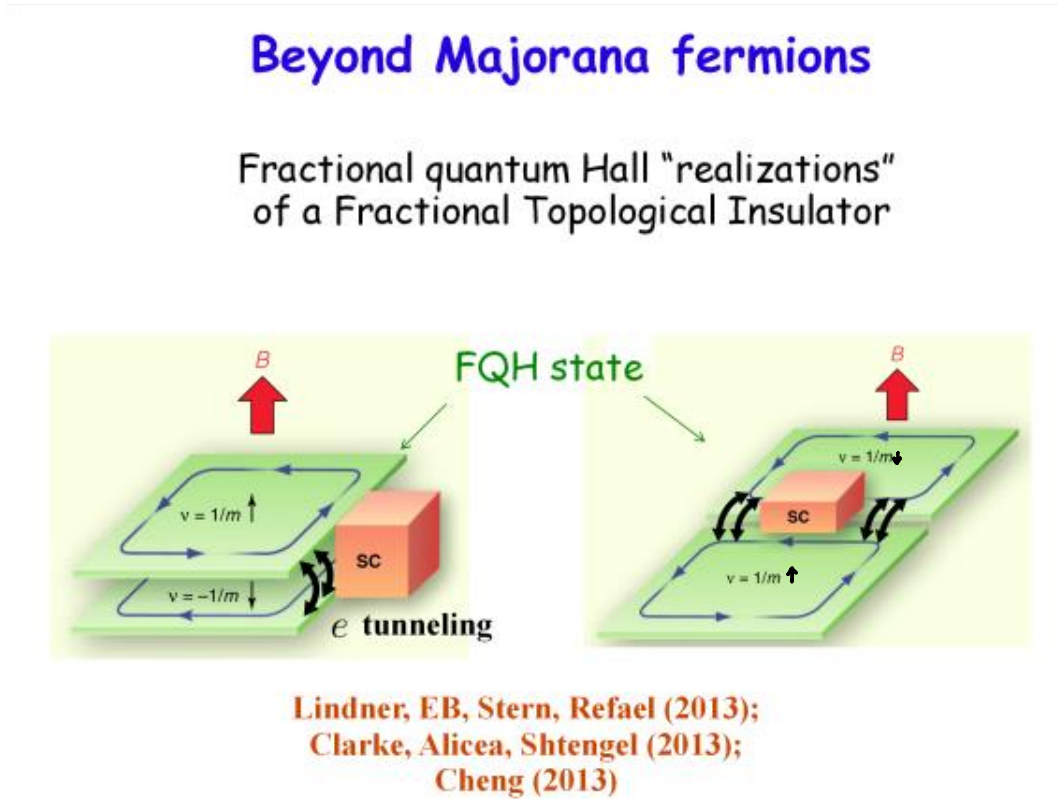 Beyond Majorana fermions
Fractional quantum Hall “realizations”
of a Fractional Topological Insulator
FQH state
B
ν = 1/m ↑
SC
ν = −1/m ↓
e tunneling
B
ν = 1/m ↓
SC
ν = 1/m ↑
Lindner, EB, Stern, Refael (2013);
Clarke, Alicea, Shtengel (2013);
Cheng (2013)